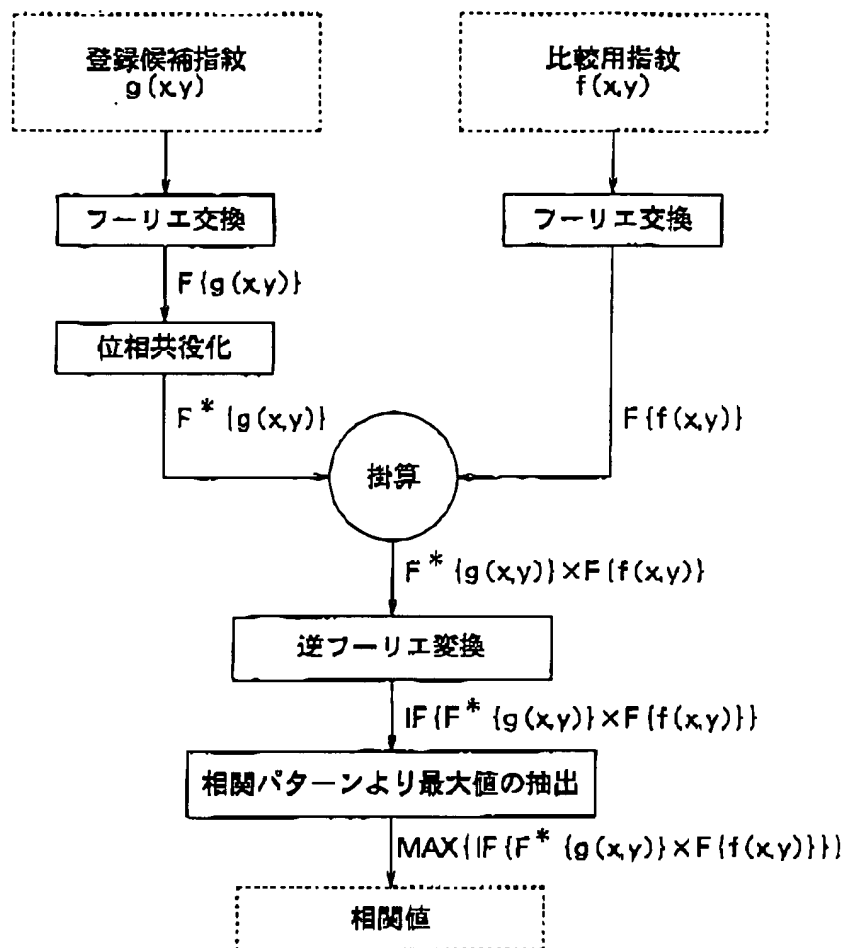 登録候補指紋
g(x,y)
比較用指紋
f(x,y)
フーリエ交換
フーリエ交換
F{g(x,y)}
位相共役化
F* {g(x,y)}
F{f(x,y)}
掛算
F* {g(x,y)}×F{f(x,y)}
逆フーリエ変換
IF{F* {g(x,y)}×F{f(x,y)}}
相関パターンより最大値の抽出
MAX{IF{F* {g(x,y)}×F{f(x,y)}}}
相関値